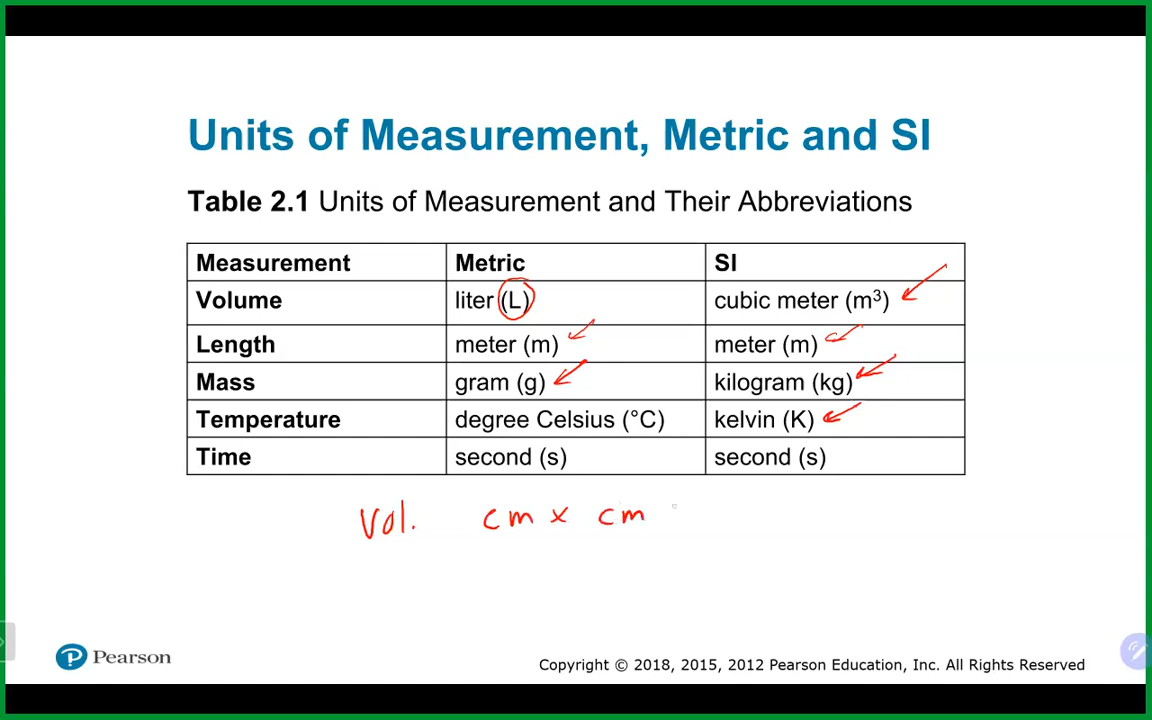 Units of Measurement, Metric and SI
Table 2.1 Units of Measurement and Their Abbreviations
Measurement Metric SI
Volume liter (L) cubic meter (m³)
Length meter (m) meter (m)
Mass gram (g) kilogram (kg)
Temperature degree Celsius (°C) kelvin (K)
Time second (s) second (s)
Vol. cm x cm
Pearson
Copyright © 2018, 2015, 2012 Pearson Education, Inc. All Rights Reserved